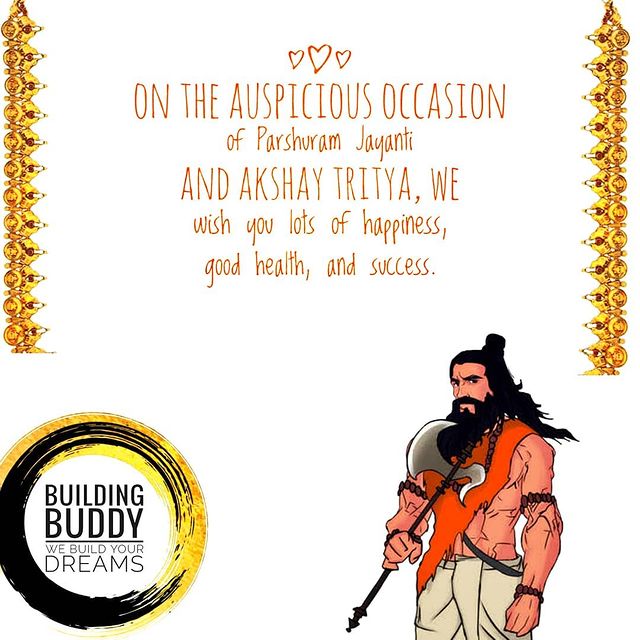 ON THE AUSPICIOUS OCCASION
of Parshuram Jayanti
AND AKSHAY TRITYA, WE
wish you lots of happiness,
good health, and success.
BUILDING
BUDDY
WE BUILD YOUR
DREAMS